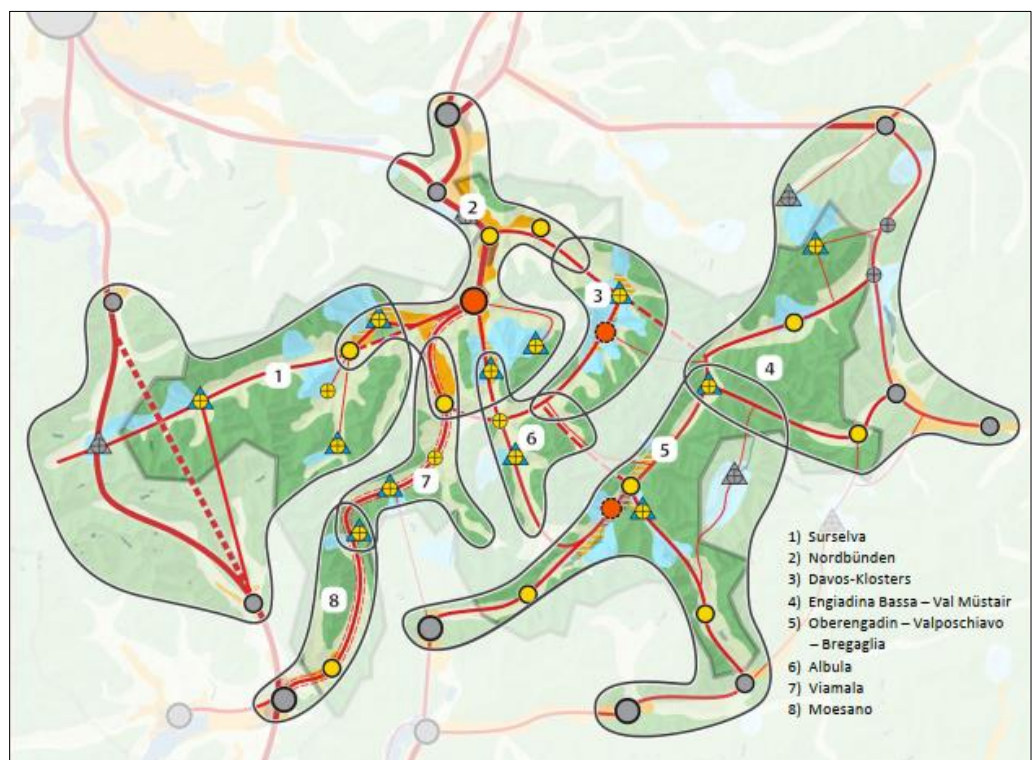 2
3
1
4
6
5
7
8
1) Surselva
2) Nordbünden
3) Davos-Klosters
4) Engiadina Bassa – Val Müstair
5) Oberengadin – Valposchiavo
– Bregaglia
6) Albula
7) Viamala
8) Moesano